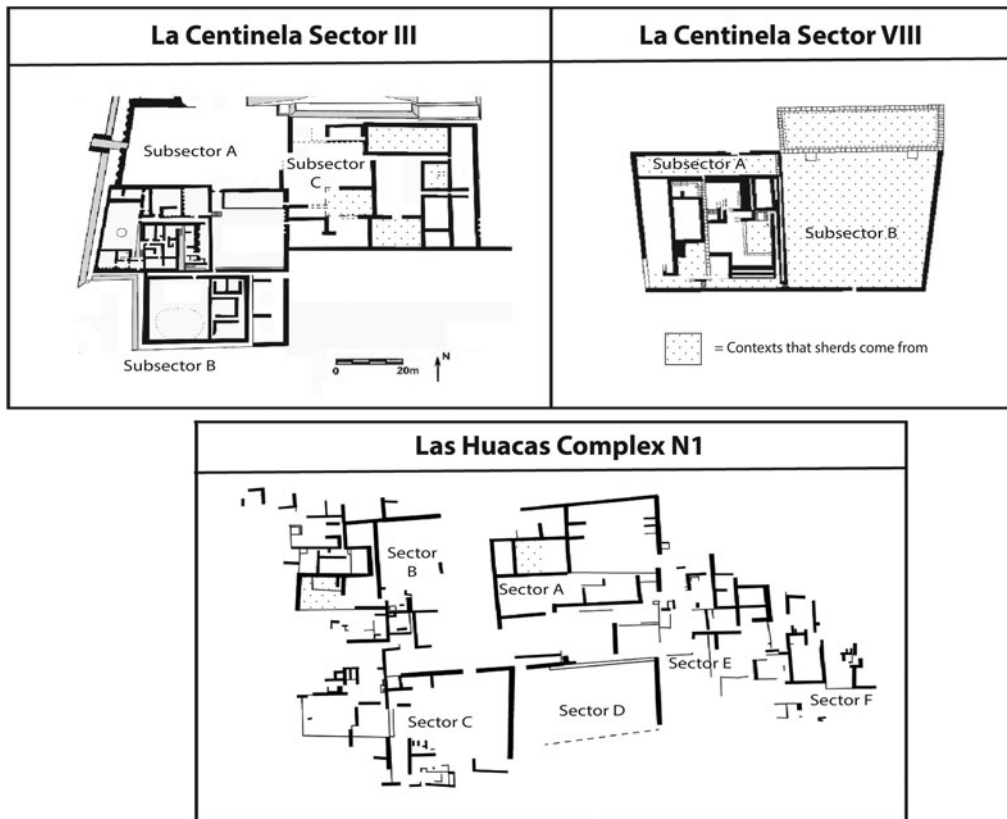 La Centinela Sector III
La Centinela Sector VIII
Subsector A
Subsector
C
Subsector B
0
20m
N
Subsector A
Subsector B
= Contexts that sherds come from
Las Huacas Complex N1
Sector
B
Sector A
Sector E
Sector F
Sector C
Sector D